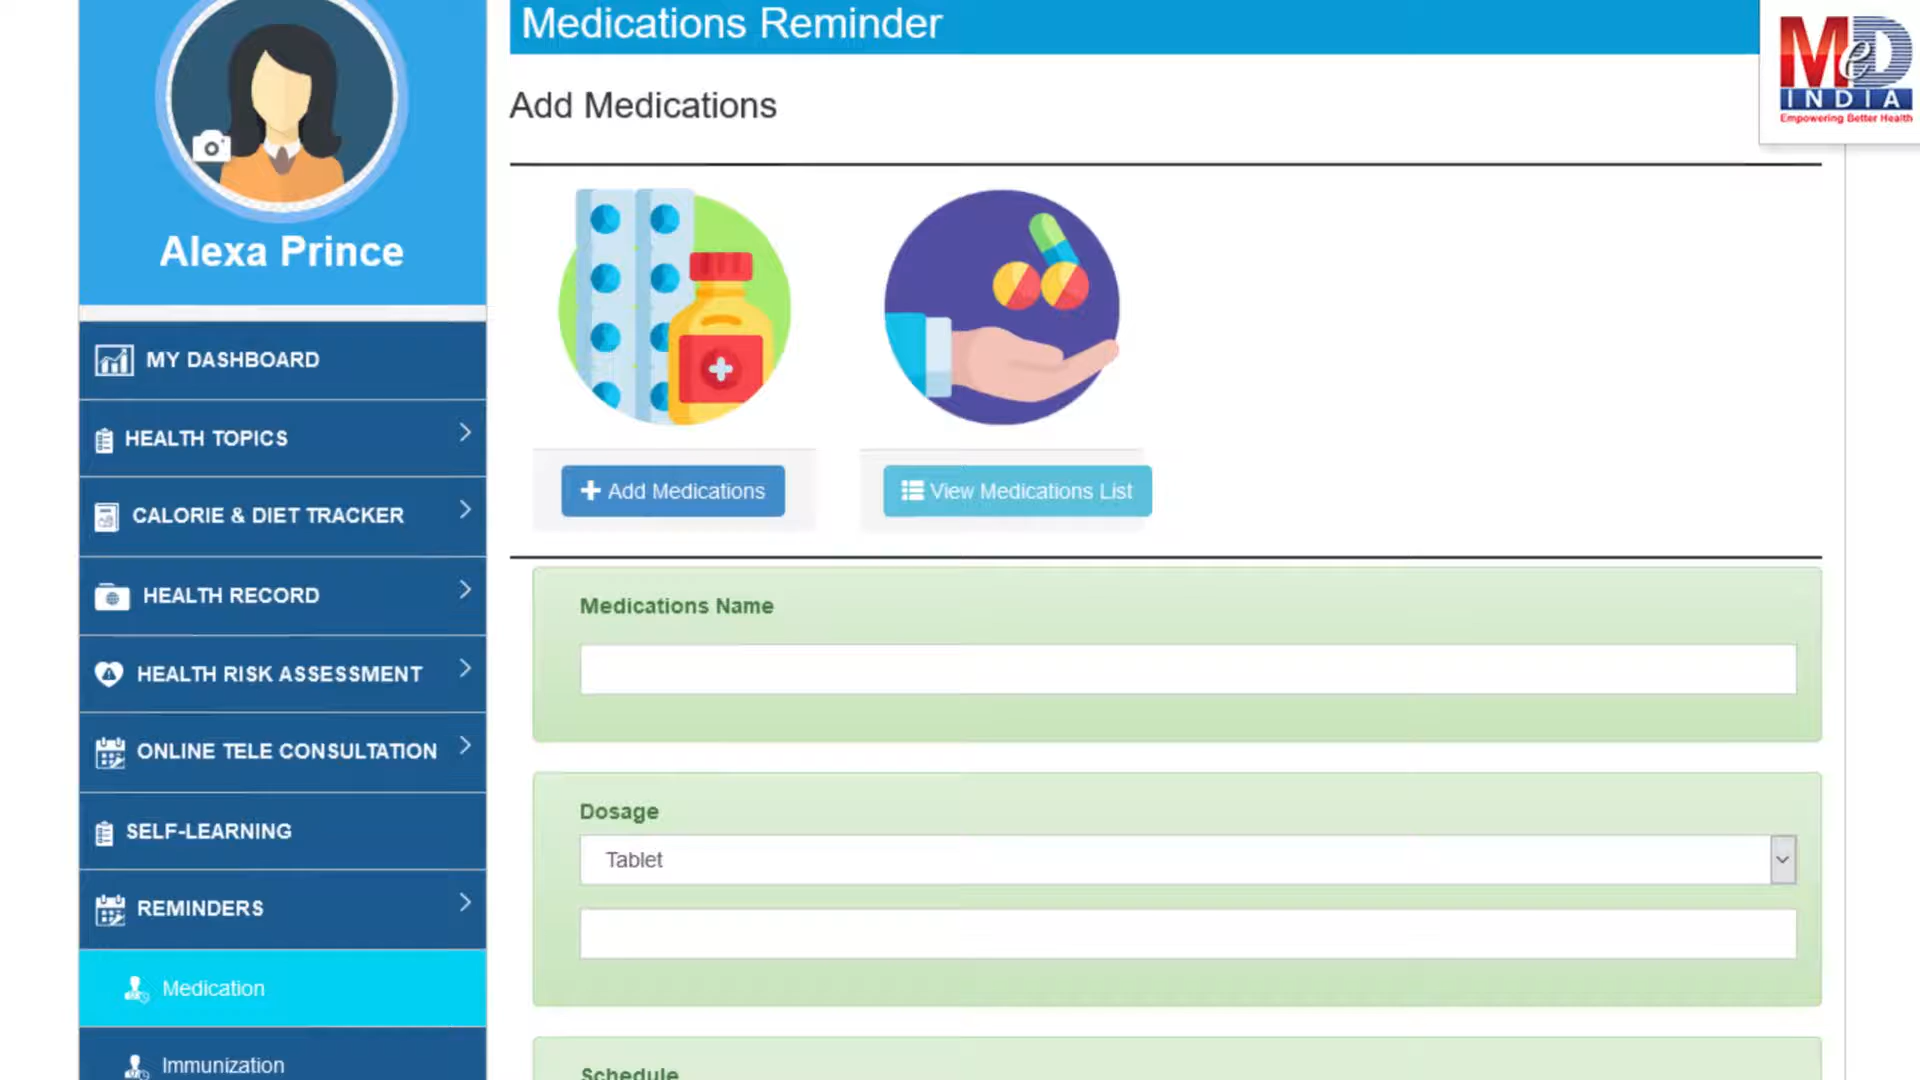 Medications Reminder
MeD
INDIA
Empowering Better Health
Add Medications
Alexa Prince
MY DASHBOARD
HEALTH TOPICS
CALORIE & DIET TRACKER
HEALTH RECORD
HEALTH RISK ASSESSMENT
ONLINE TELE CONSULTATION
SELF-LEARNING
REMINDERS
Medication
Immunization
Add Medications
View Medications List
Medications Name
Dosage
Tablet
Schedule